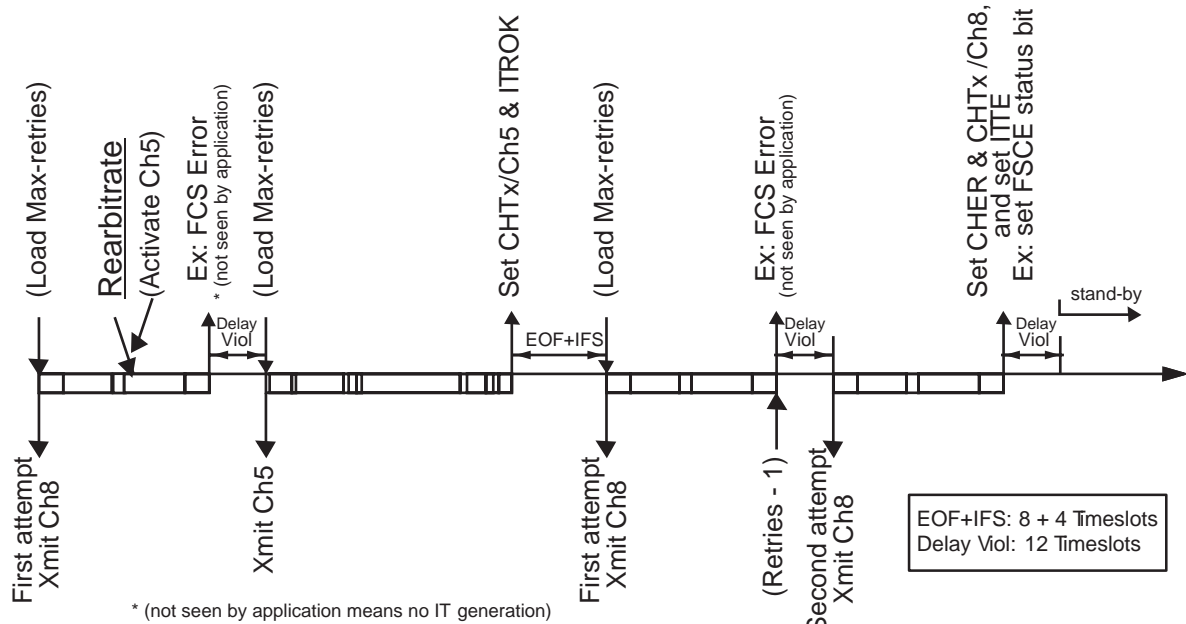 (Load Max-retries)
Rearbitrate
(Activate Ch5)
Ex: FCS Error
* (not seen by application)
(Load Max-retries)
Set CHTx/Ch5 & ITROK
(Load Max-retries)
Ex: FCS Error
(not seen by application)
Set CHER & CHTx /Ch8,
and set ITTE
Ex: set FSCE status bit
stand-by
Delay
Viol
EOF+IFS
Delay
Viol
Delay
Viol
First attempt
Xmit Ch8
Xmit Ch5
First attempt
Xmit Ch8
(Retries - 1)
Second attempt
Xmit Ch8
EOF+IFS: 8 + 4 Timeslots
Delay Viol: 12 Timeslots
* (not seen by application means no IT generation)